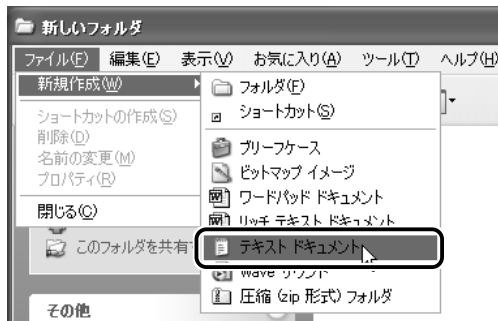 新しいフォルダ
ファイル(F) 編集(E) 表示(V) お気に入り(A) ツール(T) ヘルプ(H)
新規作成(W)
ショートカットの作成(S)
削除(D)
名前の変更(M)
プロパティ(R)
閉じる(C)
フォルダ(F)
ショートカット(S)
ブリーフケース
ビットマップ イメージ
ワードパッド ドキュメント
リッチ テキスト ドキュメント
テキスト ドキュメント
Wave サウンド
圧縮 (zip 形式) フォルダ
このフォルダを共有
その他